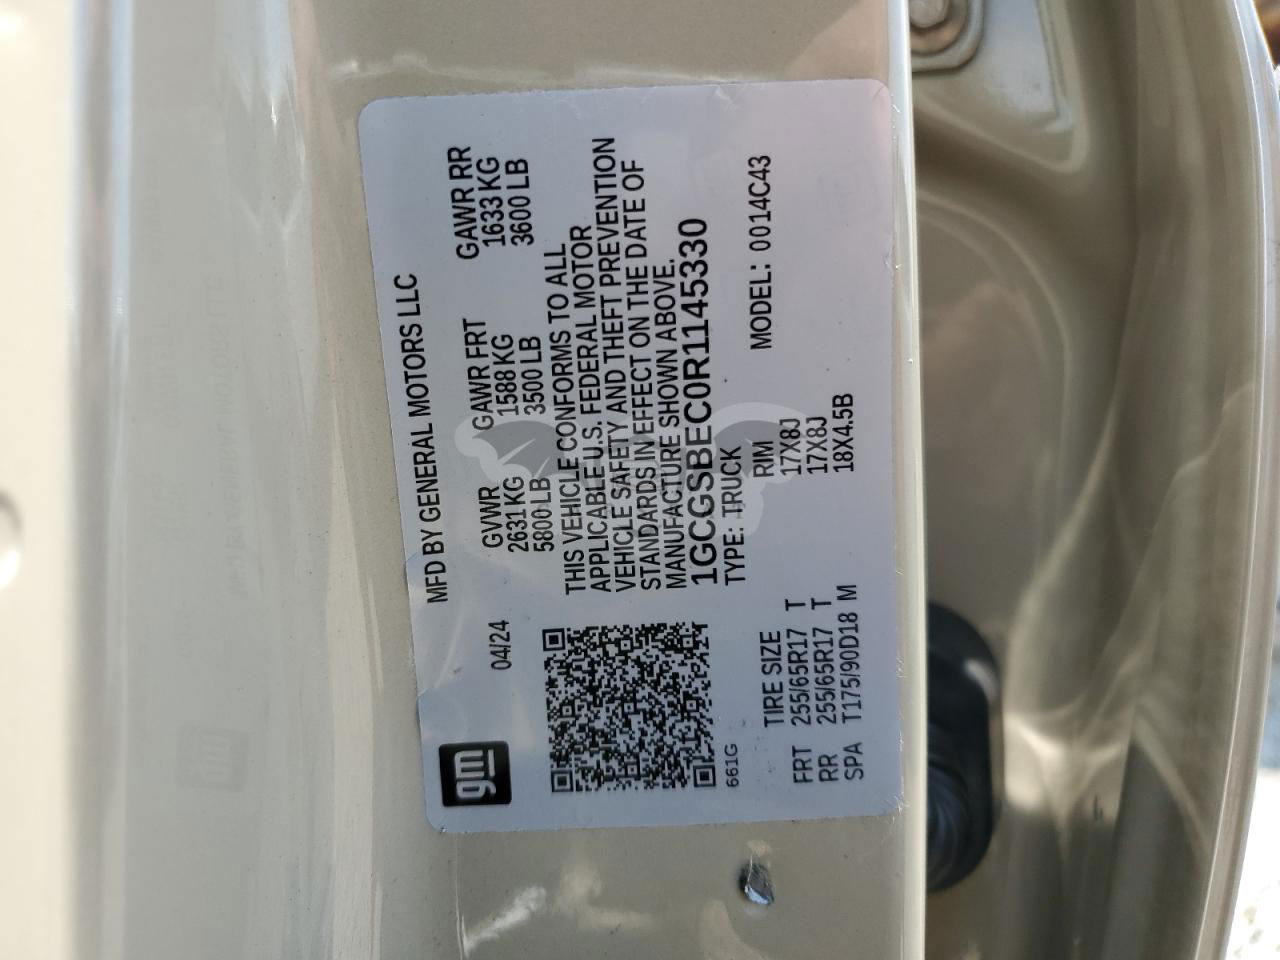 MFD BY GENERAL MOTORS LLC
04/24
GVWR GAWR FRT GAWR RR
2631 KG 1588 KG 1633 KG
5800 LB 3500 LB 3600 LB
THIS VEHICLE CONFORMS TO ALL
APPLICABLE U.S. FEDERAL MOTOR
VEHICLE SAFETY AND THEFT PREVENTION
STANDARDS IN EFFECT ON THE DATE OF
MANUFACTURE SHOWN ABOVE.
1GCGSBEC0R1145330
TYPE: TRUCK MODEL: 0014C43
gm
661G
TIRE SIZE RIM
FRT 255/65R17 T 17X8J
RR 255/65R17 T 17X8J
SPA T175/90D18 M 18X4.5B